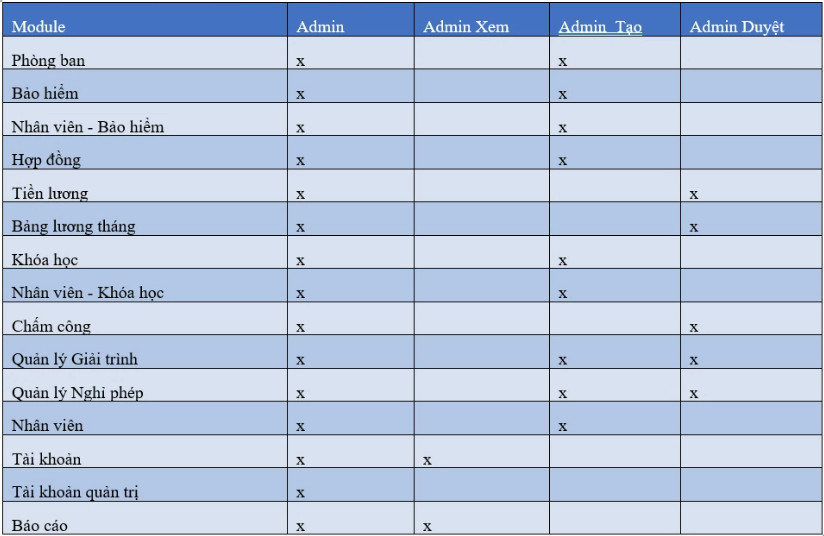 Module Admin Admin Xem Admin_Tạo Admin Duyệt
Phòng ban x x
Bảo hiểm x x
Nhân viên - Bảo hiểm x x
Hợp đồng x x
Tiền lương x x
Bảng lương tháng x x
Khóa học x x
Nhân viên - Khóa học x x
Chấm công x x
Quản lý Giải trình x x x
Quản lý Nghỉ phép x x x
Nhân viên x x
Tài khoản x x
Tài khoản quản trị x
Báo cáo x x